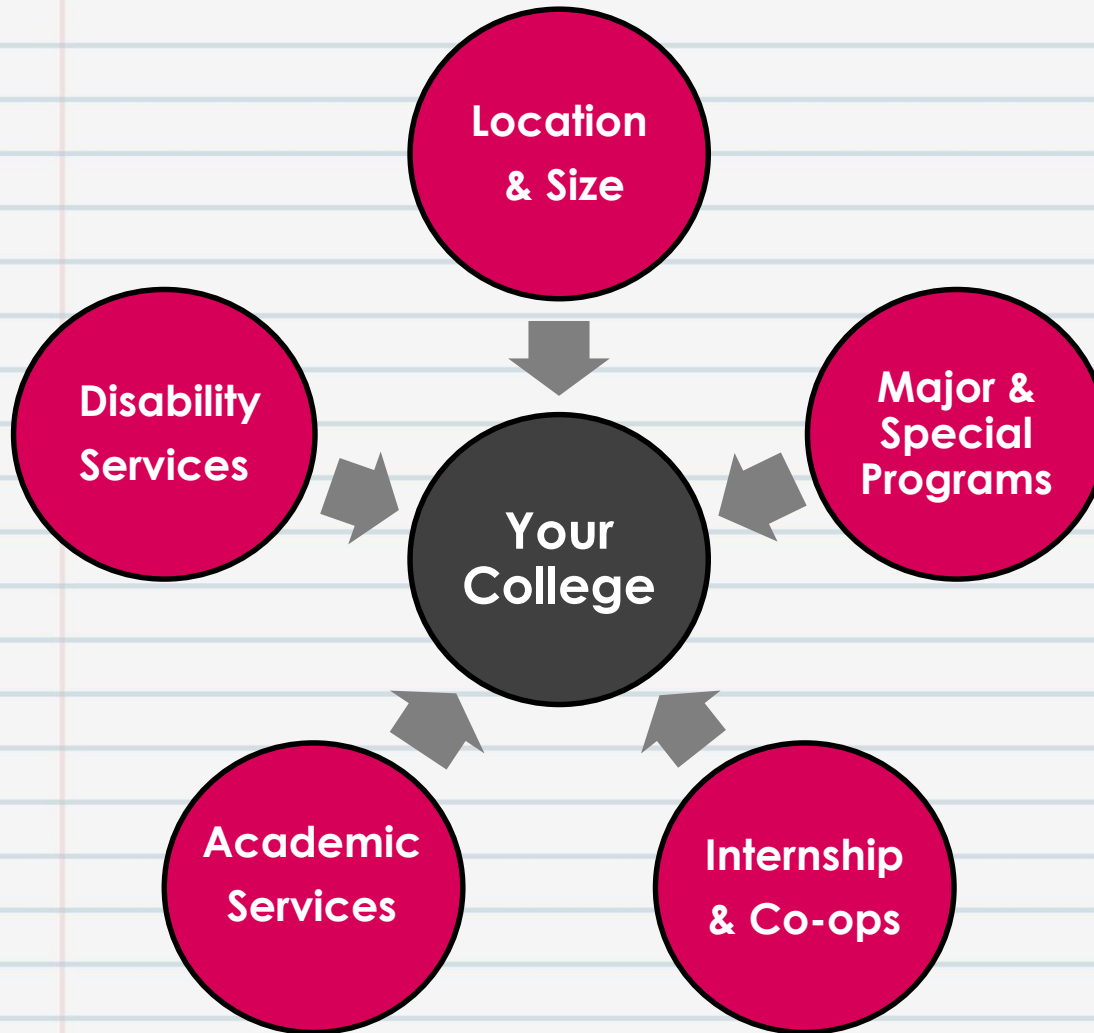 Location
& Size
Disability
Services
Major &
Special
Programs
Your
College
Academic
Services
Internship
& Co-ops